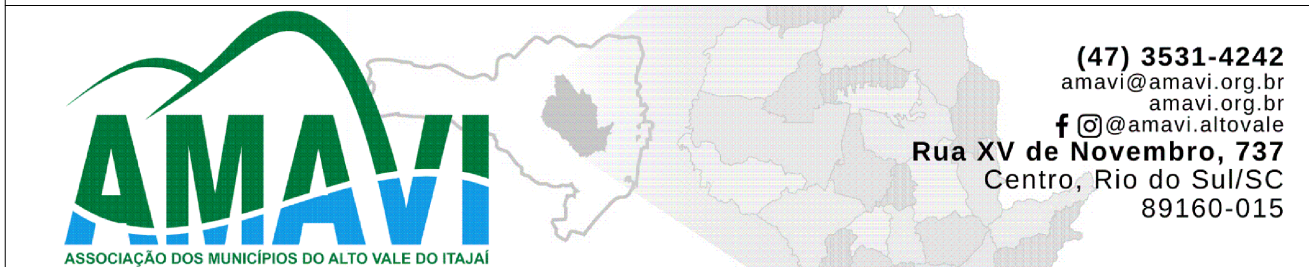 AMAVI
ASSOCIAÇÃO DOS MUNICÍPIOS DO ALTO VALE DO ITAJAÍ
(47) 3531-4242
amavi@amavi.org.br
amavi.org.br
@amavi.altovale
Rua XV de Novembro, 737
Centro, Rio do Sul/SC
89160-015